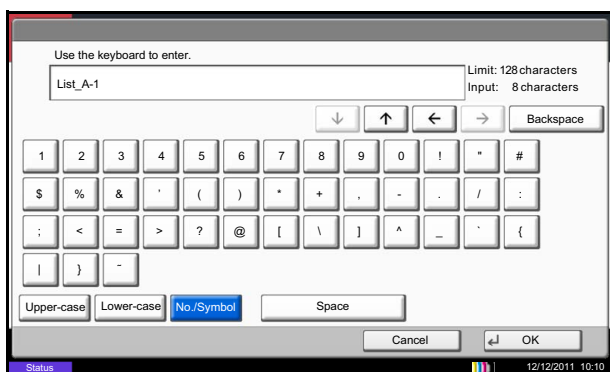 Use the keyboard to enter.
List_A-1
Limit: 128 characters
Input: 8 characters
↓ ↑ ← → Backspace
1 2 3 4 5 6 7 8 9 0 ! " #
$ % & ' ( ) * + , - . / :
; < = > ? @ [ \ ] ^ _ ` {
| } ~
Upper-case Lower-case No./Symbol Space
Cancel OK
Status 12/12/2011 10:10